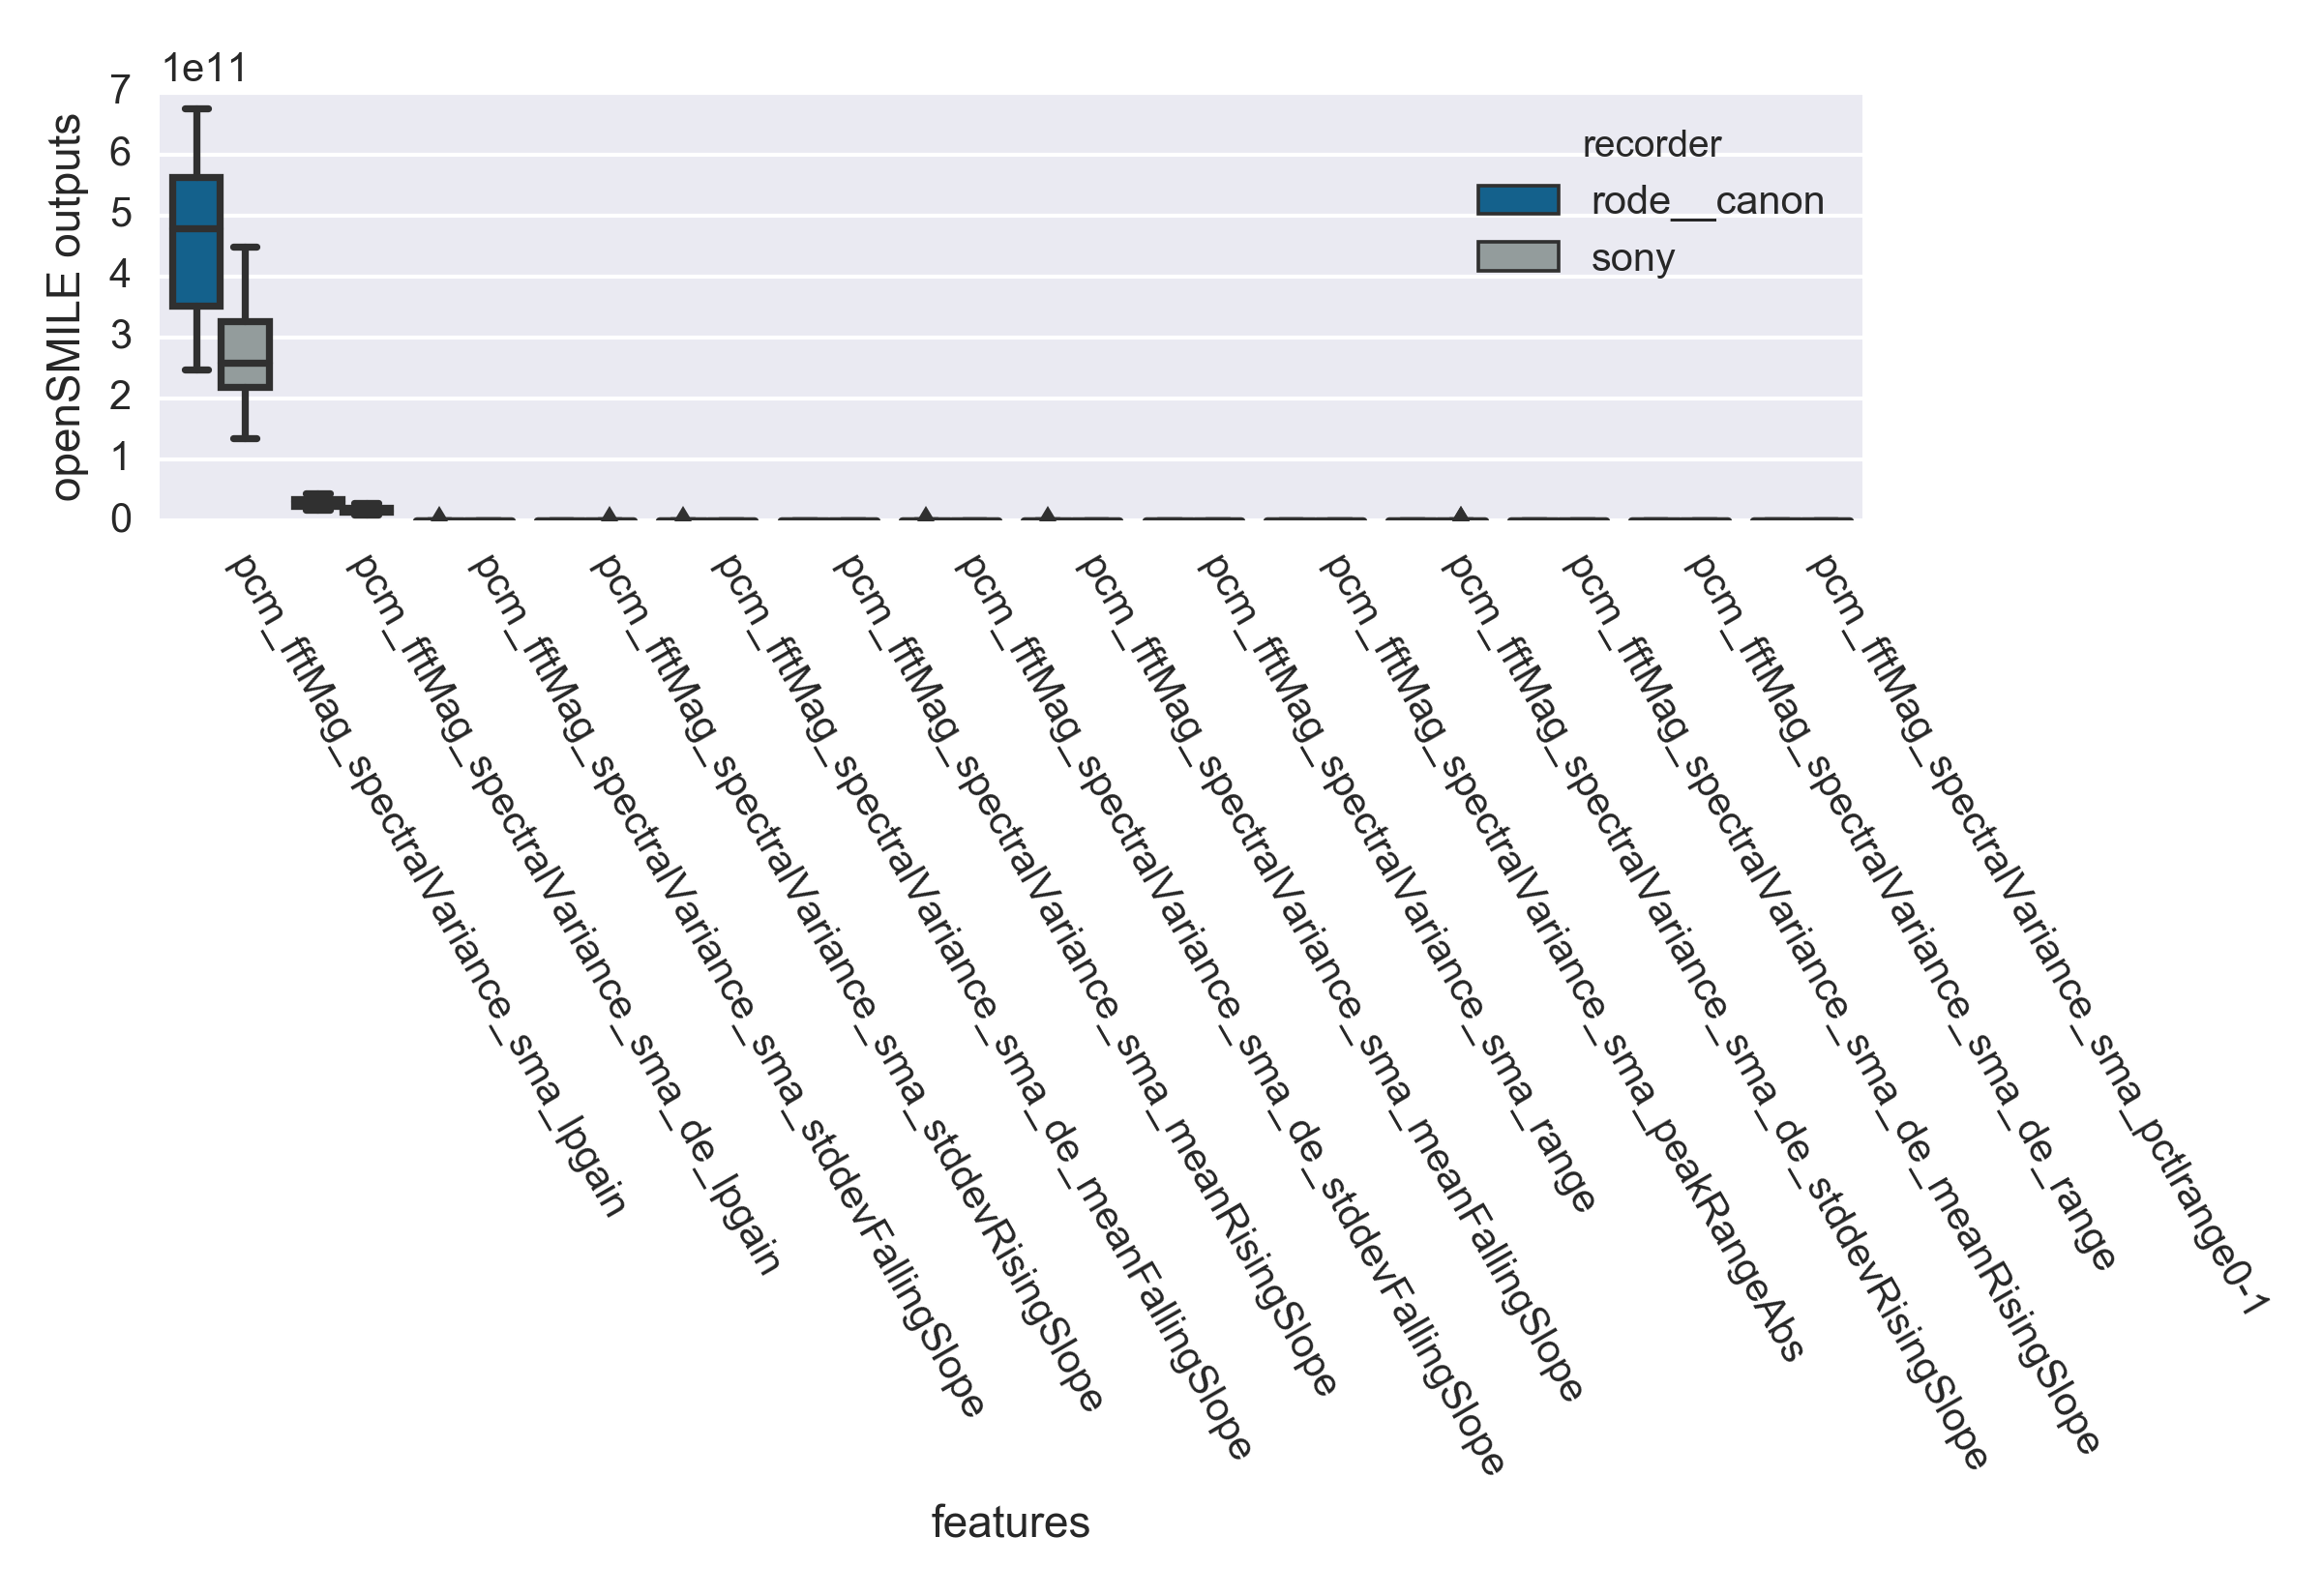 1e11
7
6
5
4
3
2
1
0
openSMILE outputs
recorder
rode__canon
sony
pcm_fftMag_spectralVariance_sma_lpgain
pcm_fftMag_spectralVariance_sma_de_lpgain
pcm_fftMag_spectralVariance_sma_stddevFallingSlope
pcm_fftMag_spectralVariance_sma_stddevRisingSlope
pcm_fftMag_spectralVariance_sma_de_meanFallingSlope
pcm_fftMag_spectralVariance_sma_meanRisingSlope
pcm_fftMag_spectralVariance_sma_de_stddevFallingSlope
pcm_fftMag_spectralVariance_sma_meanFallingSlope
pcm_fftMag_spectralVariance_sma_range
pcm_fftMag_spectralVariance_sma_peakRangeAbs
pcm_fftMag_spectralVariance_sma_de_stddevRisingSlope
pcm_fftMag_spectralVariance_sma_de_meanRisingSlope
pcm_fftMag_spectralVariance_sma_de_range
pcm_fftMag_spectralVariance_sma_pctlrange0-1
features